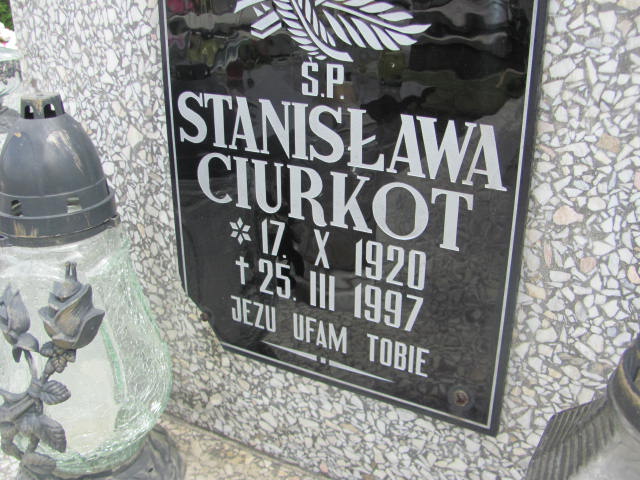 Ś.P.
STANISŁAWA
CIURKOT
* 17. X 1920
† 25. III 1997
JEZU UFAM TOBIE